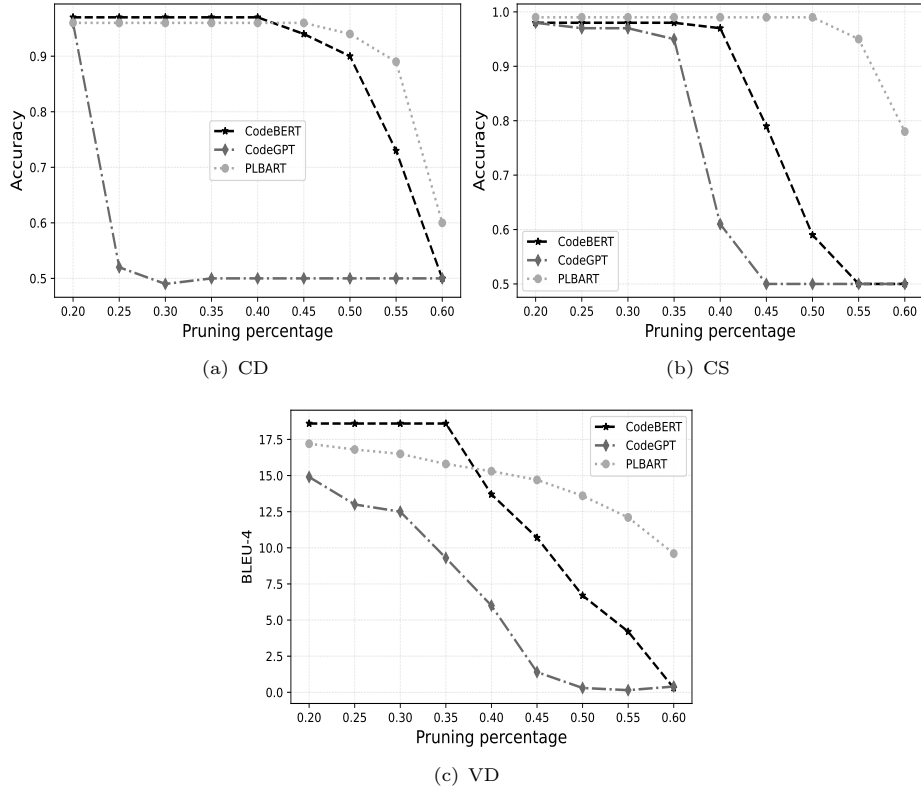 Accuracy
0.9
0.8
0.7
0.6
0.5
CodeBERT
CodeGPT
PLBART
0.20 0.25 0.30 0.35 0.40 0.45 0.50 0.55 0.60
Pruning percentage
(a) CD
Accuracy
1.0
0.9
0.8
0.7
0.6
0.5
CodeBERT
CodeGPT
PLBART
0.20 0.25 0.30 0.35 0.40 0.45 0.50 0.55 0.60
Pruning percentage
(b) CS
BLEU-4
17.5
15.0
12.5
10.0
7.5
5.0
2.5
0.0
CodeBERT
CodeGPT
PLBART
0.20 0.25 0.30 0.35 0.40 0.45 0.50 0.55 0.60
Pruning percentage
(c) VD